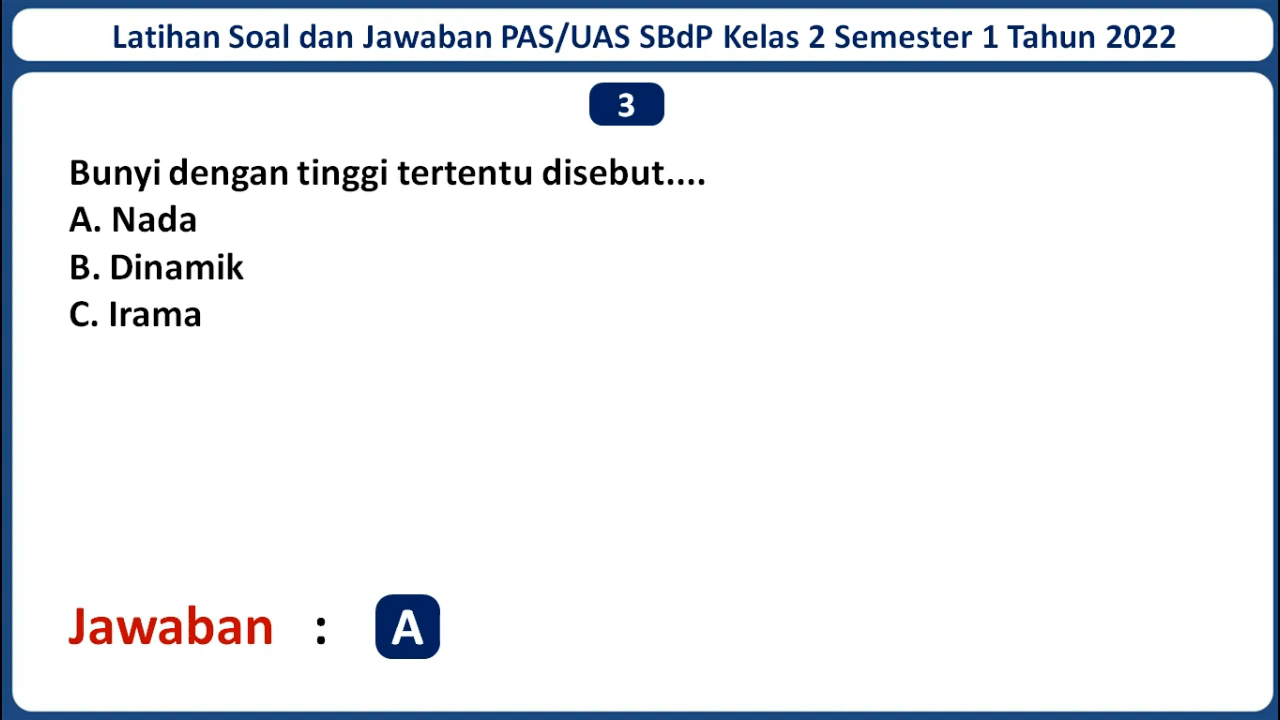 Latihan Soal dan Jawaban PAS/UAS SBdP Kelas 2 Semester 1 Tahun 2022
3
Bunyi dengan tinggi tertentu disebut....
A. Nada
B. Dinamik
C. Irama
Jawaban : A